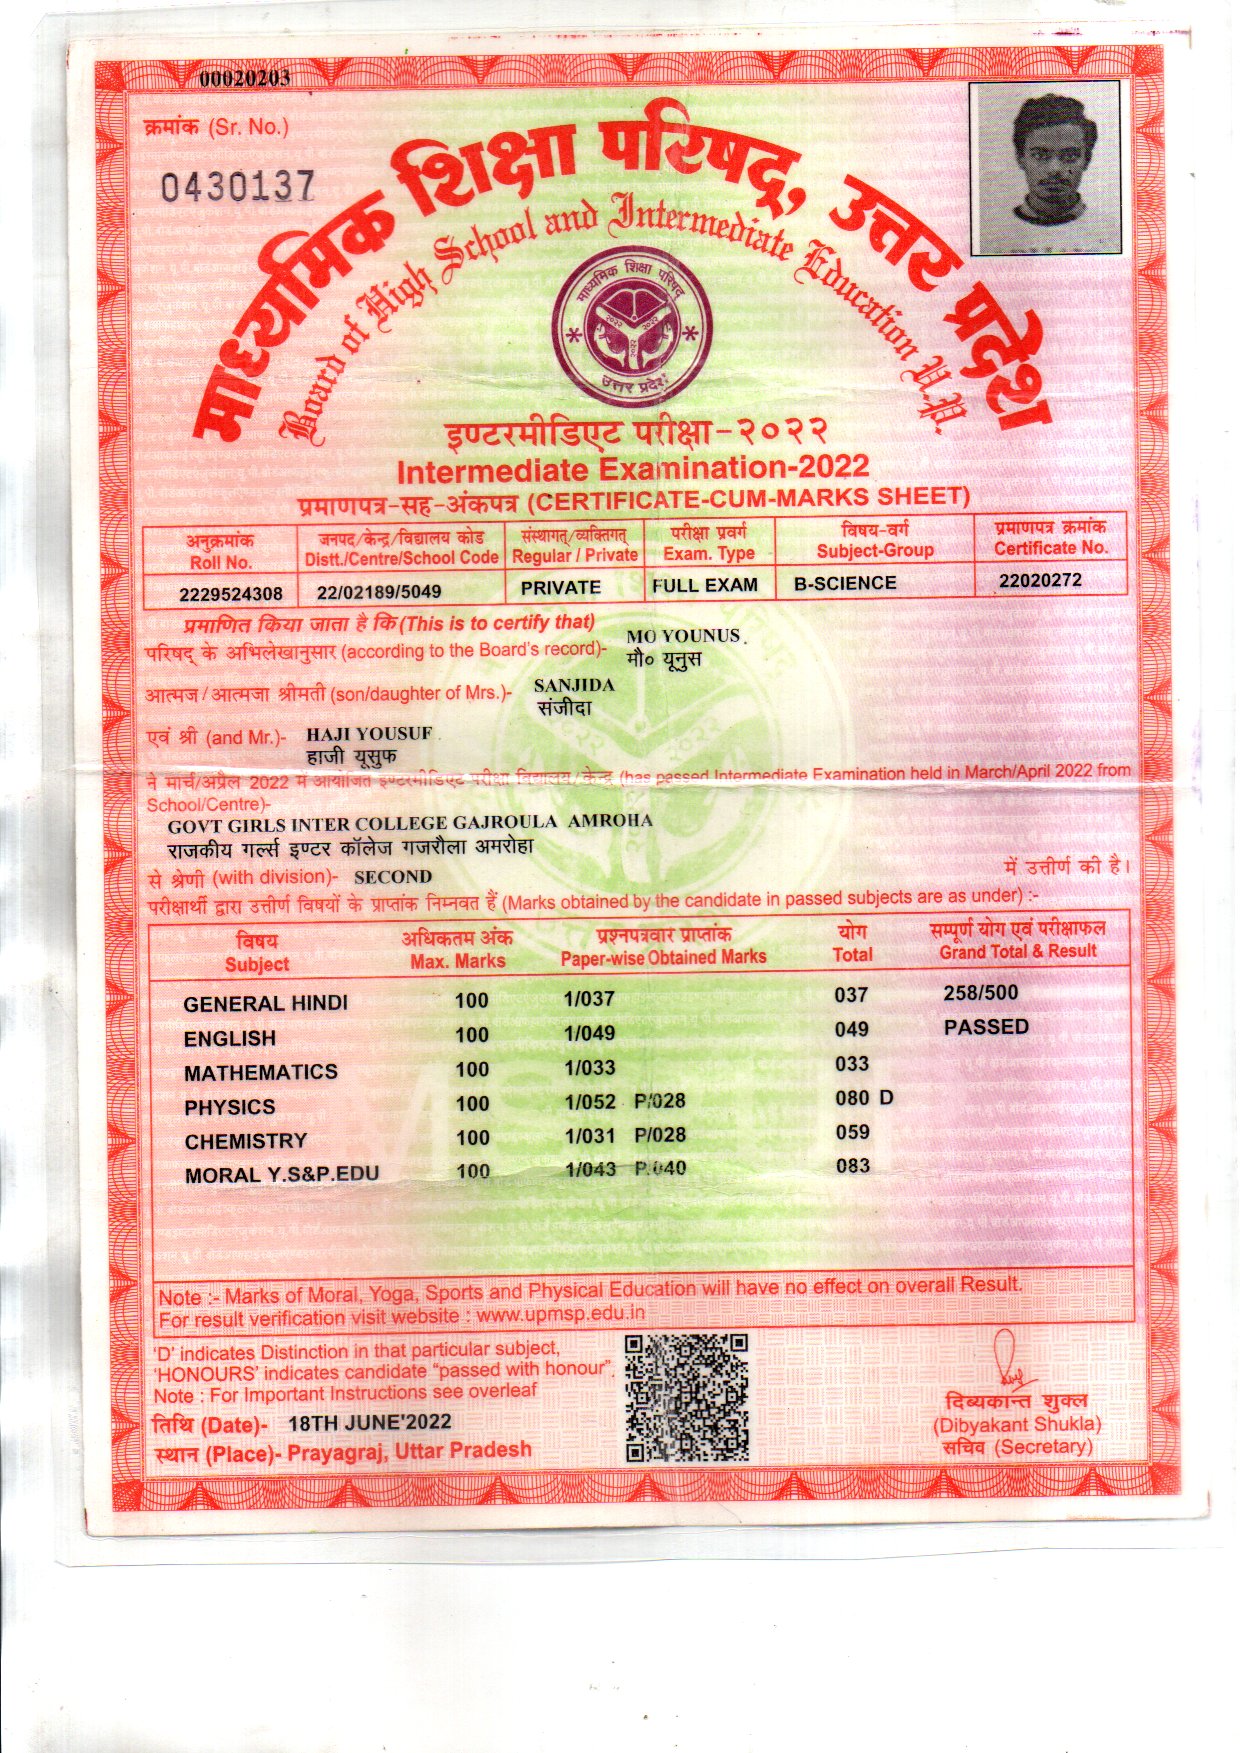 00020203
क्रमांक (Sr. No.)
0430137
माध्यमिक शिक्षा परिषद्, उत्तर प्रदेश
Board of High School and Intermediate Education U.P.
माध्यमिक शिक्षा परिषद्
२०२२ २०२२
२०२२
उत्तर प्रदेश
इण्टरमीडिएट परीक्षा-२०२२
Intermediate Examination-2022
प्रमाणपत्र-सह-अंकपत्र (CERTIFICATE-CUM-MARKS SHEET)
अनुक्रमांक जनपद/केन्द्र/विद्यालय कोड संस्थागत्/व्यक्तिगत् परीक्षा प्रवर्ग विषय-वर्ग प्रमाणपत्र क्रमांक
Roll No. Distt./Centre/School Code Regular / Private Exam. Type Subject-Group Certificate No.
2229524308 22/02189/5049 PRIVATE FULL EXAM B-SCIENCE 22020272
प्रमाणित किया जाता है कि (This is to certify that)
परिषद् के अभिलेखानुसार (according to the Board's record)- MO YOUNUS
मौ० यूनुस
आत्मज / आत्मजा श्रीमती (son/daughter of Mrs.)- SANJIDA
संजीदा
एवं श्री (and Mr.)- HAJI YOUSUF
हाजी यूसुफ
ने मार्च/अप्रैल 2022 में आयोजित इण्टरमीडिएट परीक्षा विद्यालय/केन्द्र (has passed Intermediate Examination held in March/April 2022 from
School/Centre)-
GOVT GIRLS INTER COLLEGE GAJROULA AMROHA
राजकीय गर्ल्स इण्टर कॉलेज गजरौला अमरोहा
से श्रेणी (with division)- SECOND में उत्तीर्ण की है।
परीक्षार्थी द्वारा उत्तीर्ण विषयों के प्राप्तांक निम्नवत हैं (Marks obtained by the candidate in passed subjects are as under) :-
विषय अधिकतम अंक प्रश्नपत्रवार प्राप्तांक योग सम्पूर्ण योग एवं परीक्षाफल
Subject Max. Marks Paper-wise Obtained Marks Total Grand Total & Result
GENERAL HINDI 100 1/037 037 258/500
ENGLISH 100 1/049 049 PASSED
MATHEMATICS 100 1/033 033
PHYSICS 100 1/052 P/028 080 D
CHEMISTRY 100 1/031 P/028 059
MORAL Y.S&P.EDU 100 1/043 P/040 083
Note :- Marks of Moral, Yoga, Sports and Physical Education will have no effect on overall Result.
For result verification visit website : www.upmsp.edu.in
'D' indicates Distinction in that particular subject,
'HONOURS' indicates candidate "passed with honour",
Note : For Important Instructions see overleaf
तिथि (Date)- 18TH JUNE'2022
स्थान (Place)- Prayagraj, Uttar Pradesh
दिब्यकान्त शुक्ल
(Dibyakant Shukla)
सचिव (Secretary)